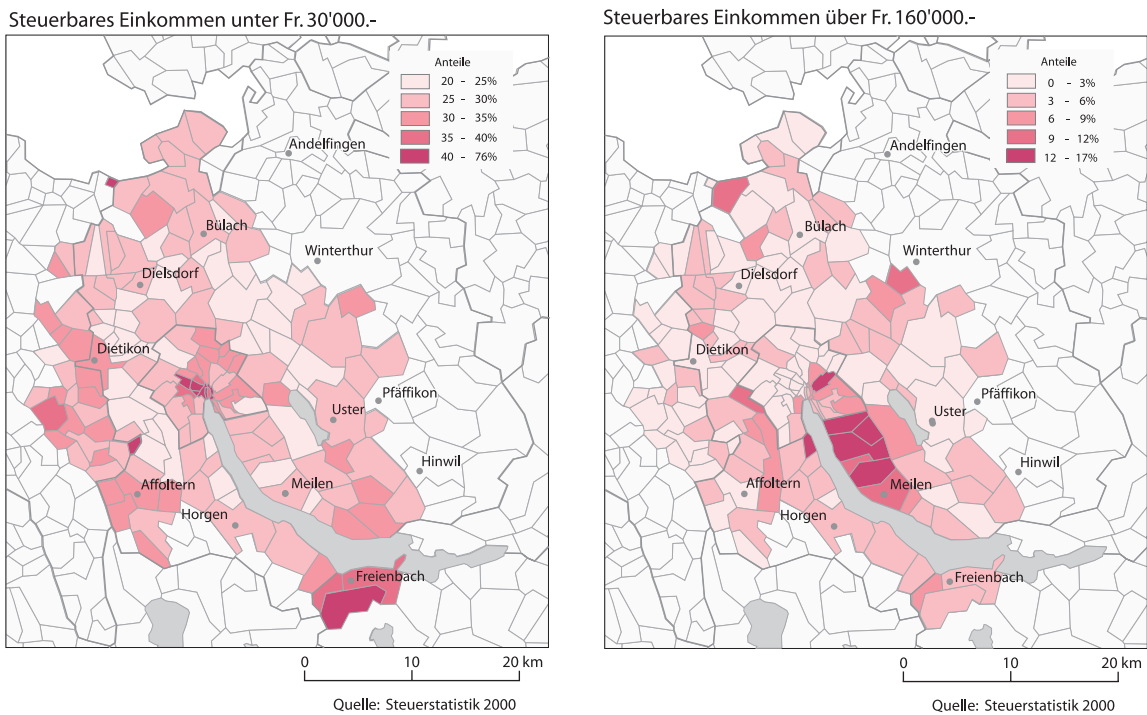 Steuerbares Einkommen unter Fr. 30'000.-
Anteile
20 - 25%
25 - 30%
30 - 35%
35 - 40%
40 - 76%
Andelfingen
Bülach
Winterthur
Dielsdorf
Dietikon
Pfäffikon
Uster
Hinwil
Affoltern
Meilen
Horgen
Freienbach
0 10 20 km
Quelle: Steuerstatistik 2000
Steuerbares Einkommen über Fr. 160'000.-
Anteile
0 - 3%
3 - 6%
6 - 9%
9 - 12%
12 - 17%
Andelfingen
Bülach
Winterthur
Dielsdorf
Dietikon
Pfäffikon
Uster
Hinwil
Affoltern
Meilen
Horgen
Freienbach
0 10 20 km
Quelle: Steuerstatistik 2000